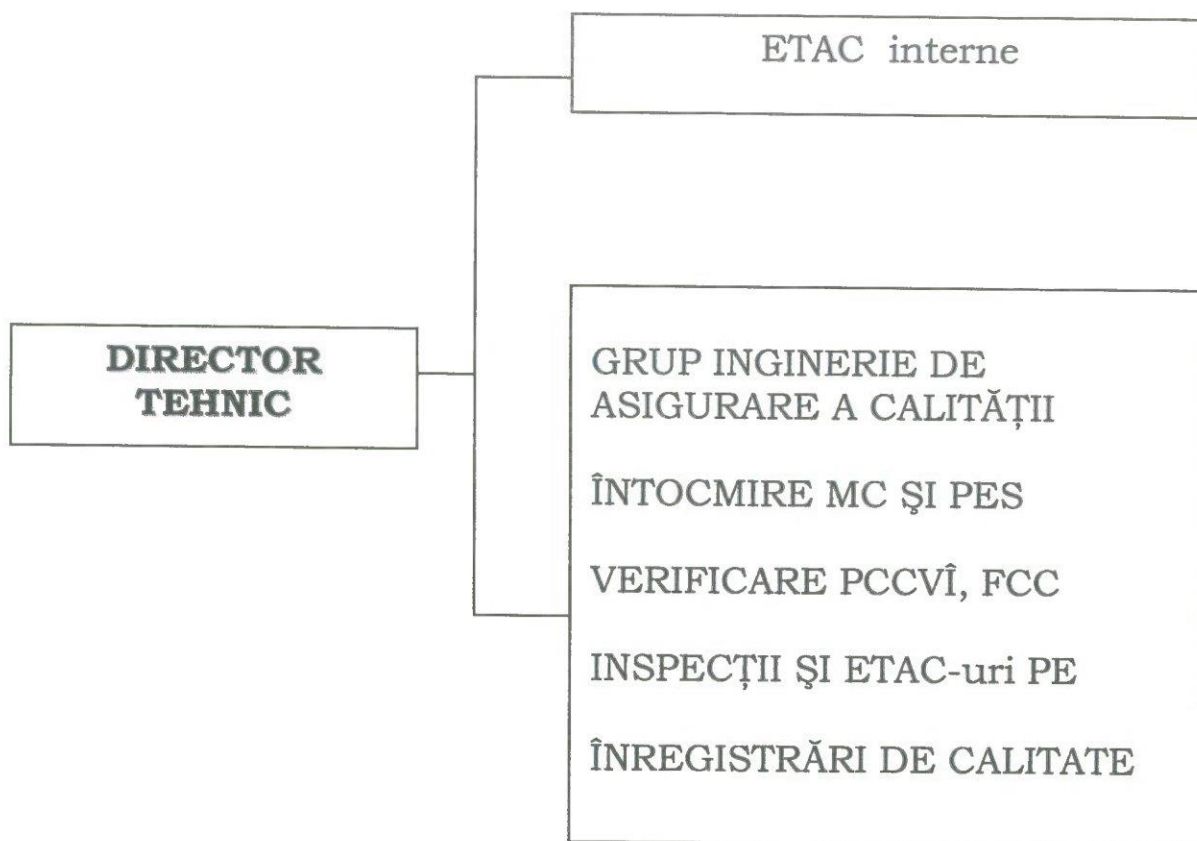 ETAC interne
DIRECTOR
TEHNIC
GRUP INGINERIE DE
ASIGURARE A CALITĂȚII
ÎNTOCMIRE MC ŞI PES
VERIFICARE PCCVÎ, FCC
INSPECȚII ŞI ETAC-uri PE
ÎNREGISTRĂRI DE CALITATE